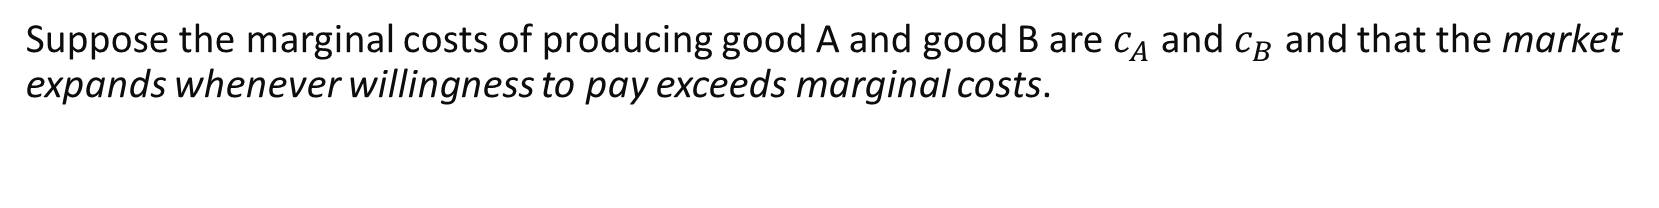 Suppose the marginal costs of producing good A and good B are $c_A$ and $c_B$ and that the market
expands whenever willingness to pay exceeds marginal costs.